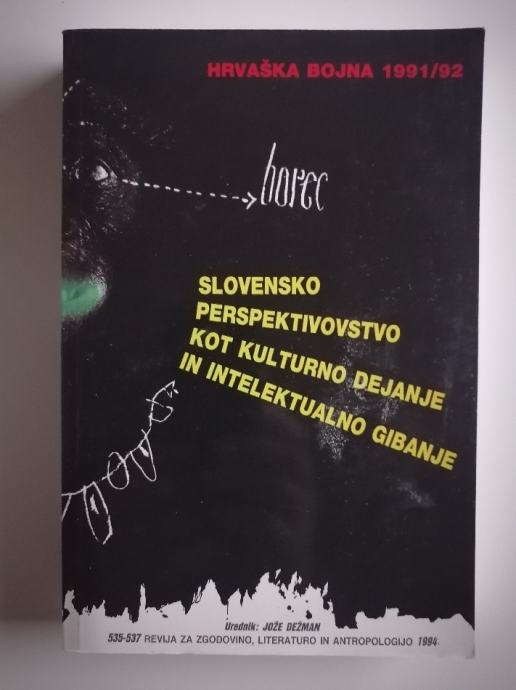 HRVAŠKA BOJNA 1991/92
borec
SLOVENSKO
PERSPEKTIVOVSTVO
KOT KULTURNO DEJANJE
IN INTELEKTUALNO GIBANJE
Urednik: JOŽE DEŽMAN
535-537 REVIJA ZA ZGODOVINO, LITERATURO IN ANTROPOLOGIJO 1994